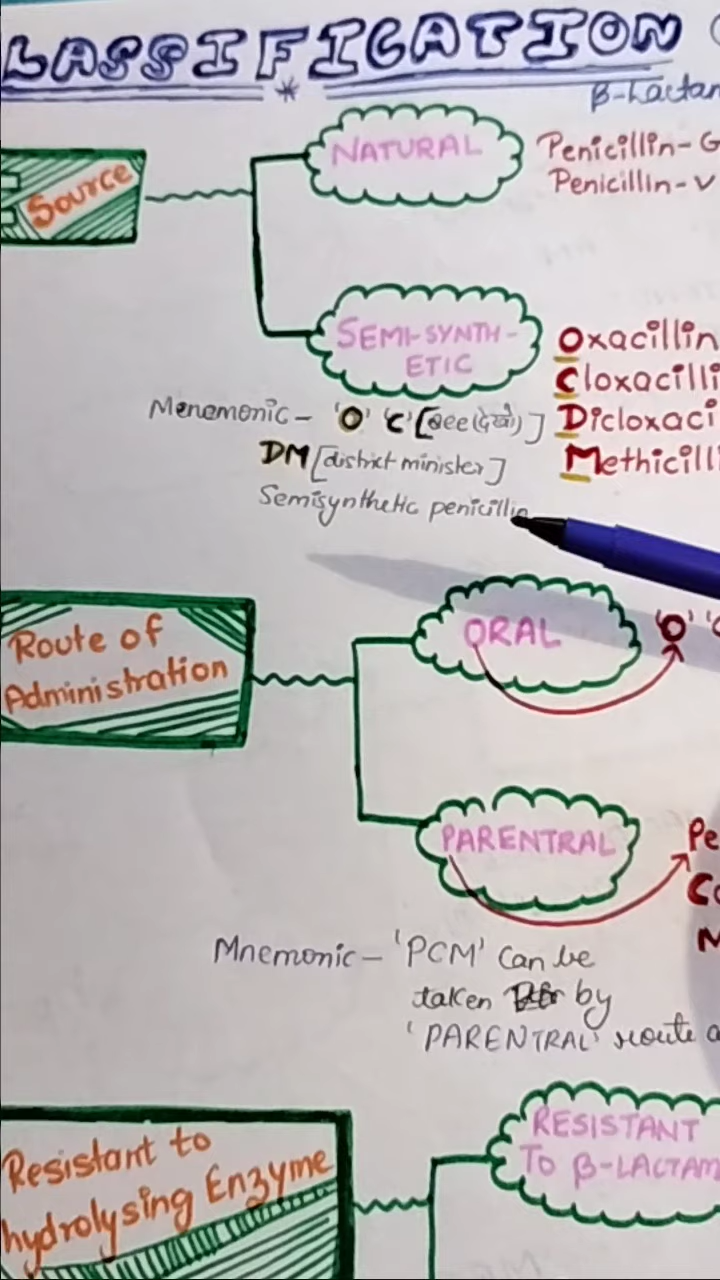 LASSIFICATION
β-Lactam
Source
NATURAL
Penicillin-G
Penicillin-V
SEMI-SYNTH-
ETIC
Oxacillin
Cloxacilli
Dicloxaci
Methicilli
Menemonic - 'O' 'C' [See (देखो)]
DM [district minister]
Semisynthetic penicillin
Route of
Administration
ORAL
'O' 'C
PARENTRAL
Pe
C
M
Mnemonic - 'PCM' can be
taken by
'PARENTRAL' route a
Resistant to
hydrolysing Enzyme
RESISTANT
TO β-LACTAM